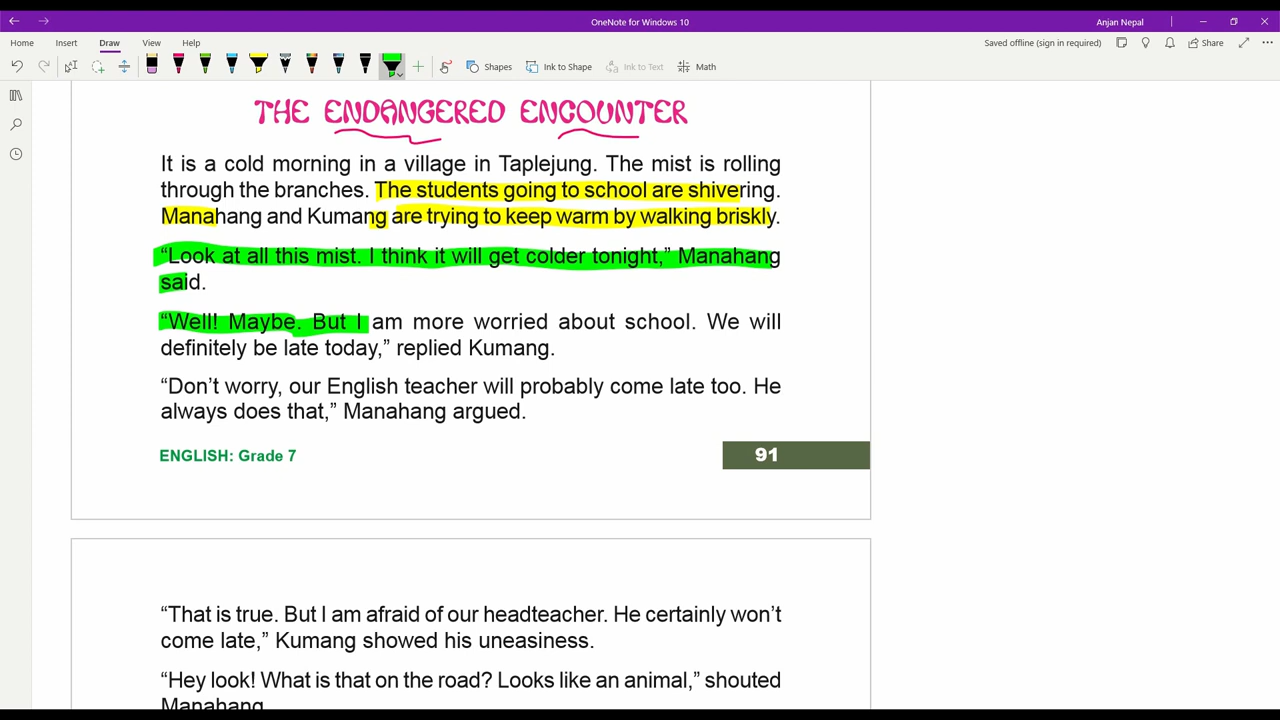 OneNote for Windows 10
Anjan Nepal
Home Insert Draw View Help
Saved offline (sign in required)
Share
Shapes
Ink to Shape
Ink to Text
Math
THE ENDANGERED ENCOUNTER
It is a cold morning in a village in Taplejung. The mist is rolling
through the branches. The students going to school are shivering.
Manahang and Kumang are trying to keep warm by walking briskly.
“Look at all this mist. I think it will get colder tonight,” Manahang
said.
“Well! Maybe. But I am more worried about school. We will
definitely be late today,” replied Kumang.
“Don’t worry, our English teacher will probably come late too. He
always does that,” Manahang argued.
ENGLISH: Grade 7
91
“That is true. But I am afraid of our headteacher. He certainly won’t
come late,” Kumang showed his uneasiness.
“Hey look! What is that on the road? Looks like an animal,” shouted
Manahang